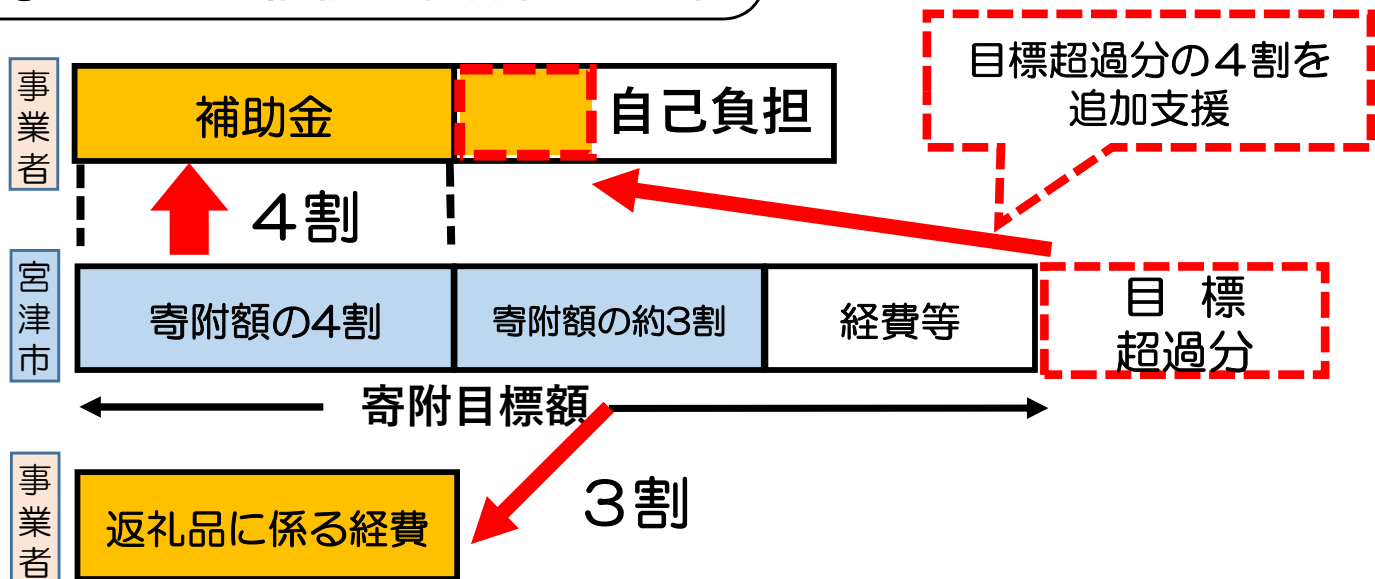 事業者
補助金
自己負担
目標超過分の4割を
追加支援
4割
宮津市
寄附額の4割
寄附額の約3割
経費等
目 標
超過分
寄附目標額
事業者
返礼品に係る経費
3割